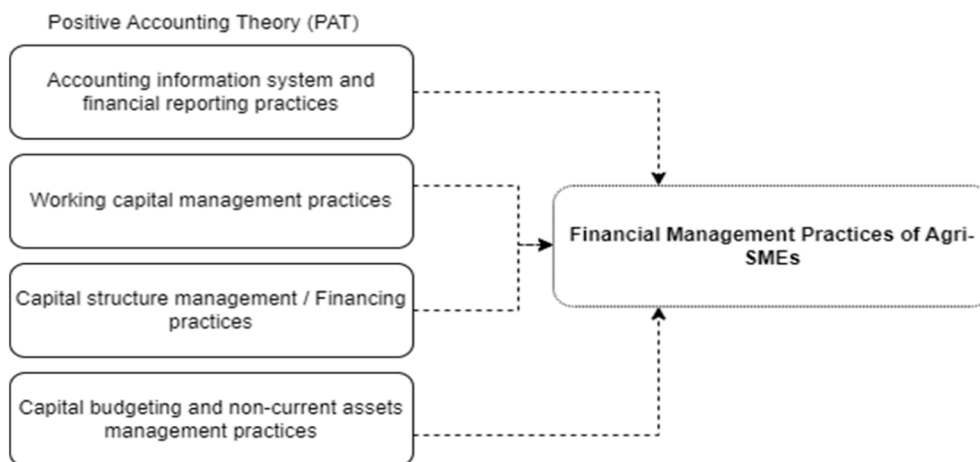 Positive Accounting Theory (PAT)
Accounting information system and
financial reporting practices
Working capital management practices
Capital structure management / Financing
practices
Capital budgeting and non-current assets
management practices
Financial Management Practices of Agri-
SMEs